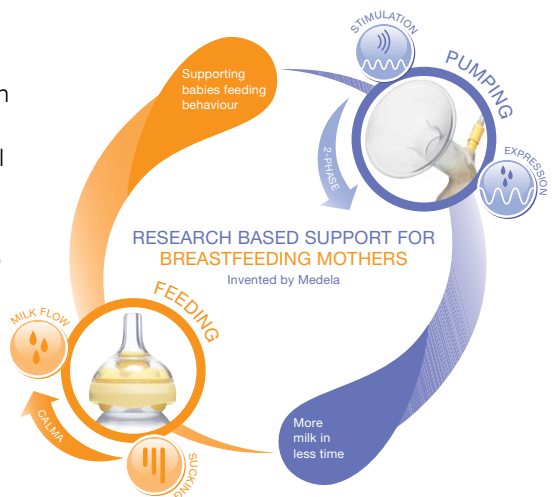 STIMULATION
PUMPING
Supporting
babies feeding
behaviour
2-PHASE
EXPRESSION
RESEARCH BASED SUPPORT FOR
BREASTFEEDING MOTHERS
Invented by Medela
FEEDING
MILK FLOW
CALMA
SUCKING
More
milk in
less time